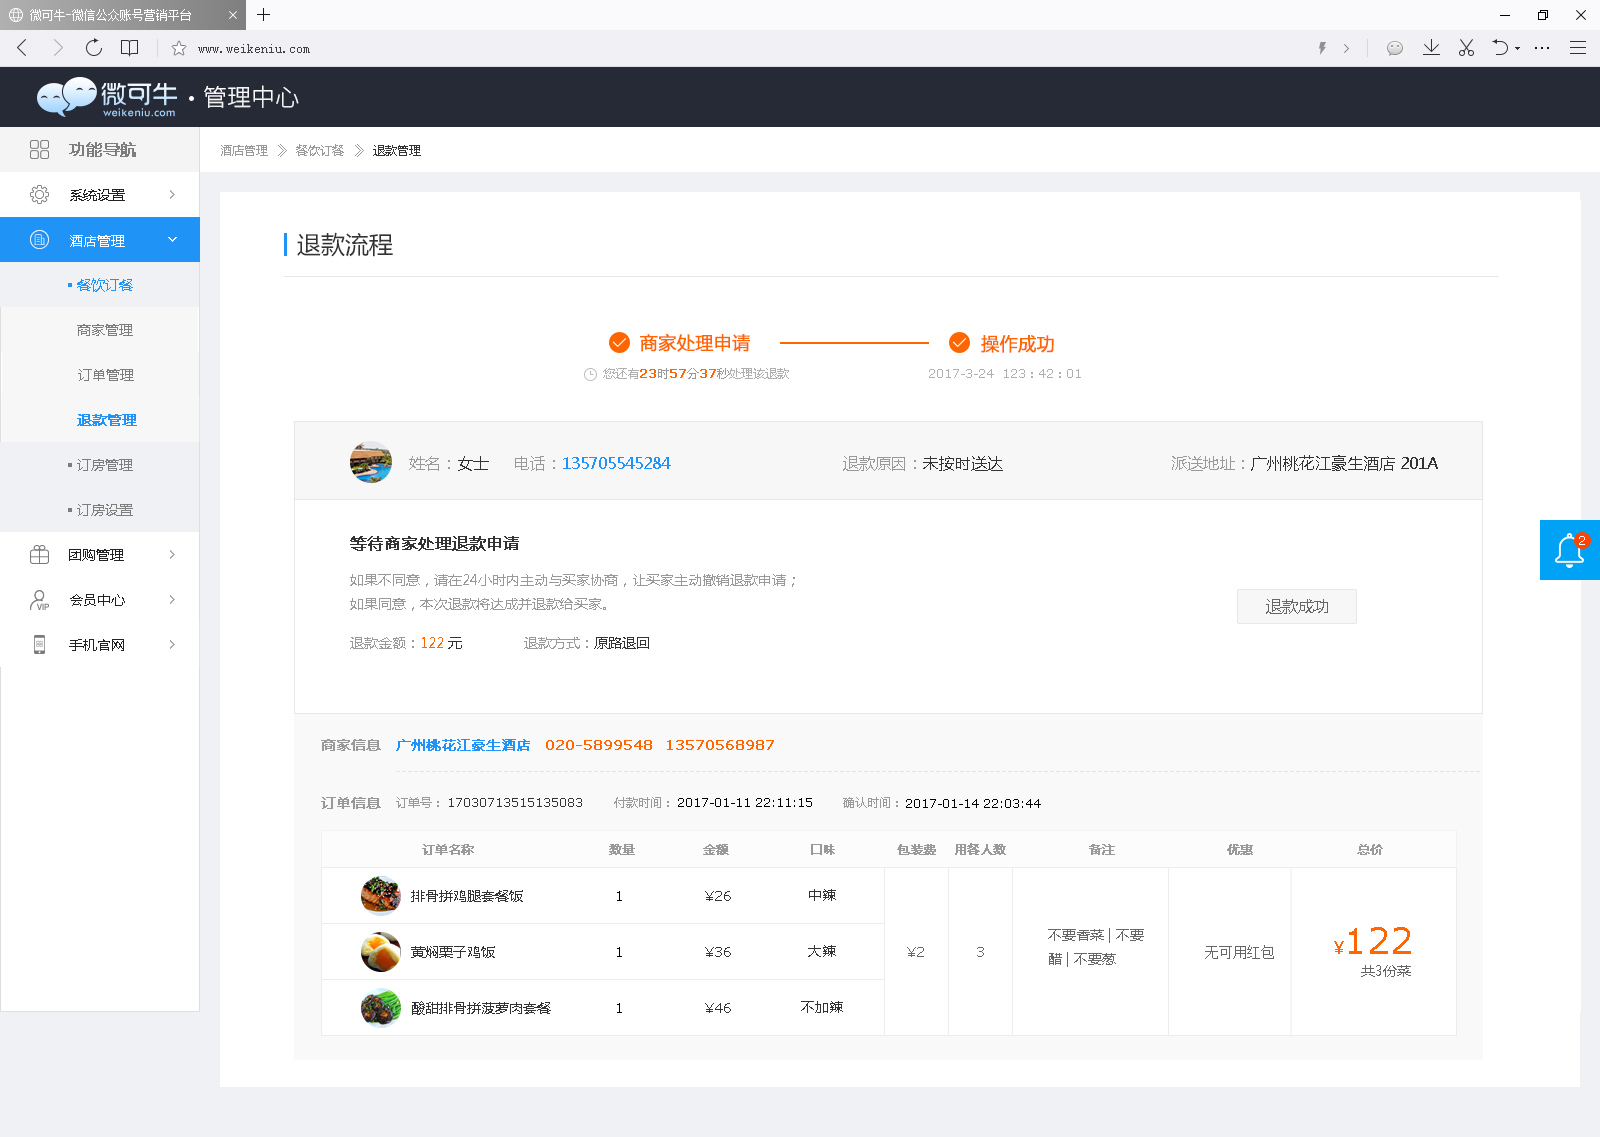 微可牛-微信公众账号营销平台
www.weikeniu.com
微可牛
weikeniu.com
·管理中心
功能导航
系统设置
酒店管理
餐饮订餐
商家管理
订单管理
退款管理
订房管理
订房设置
团购管理
会员中心
VIP
手机官网
酒店管理 餐饮订餐 退款管理
退款流程
商家处理申请 操作成功
您还有23时57分37秒处理该退款 2017-3-24 123：42：01
姓名：女士 电话：135705545284 退款原因：未按时送达 派送地址：广州桃花江豪生酒店 201A
等待商家处理退款申请
如果不同意，请在24小时内主动与买家协商，让买家主动撤销退款申请；
如果同意，本次退款将达成并退款给买家。
退款成功
退款金额：122 元 退款方式：原路退回
2
商家信息 广州桃花江豪生酒店 020-5899548 13570568987
订单信息 订单号：17030713515135083 付款时间：2017-01-11 22:11:15 确认时间：2017-01-14 22:03:44
订单名称 数量 金额 口味 包装费 用餐人数 备注 优惠 总价
排骨拼鸡腿套餐饭 1 ¥26 中辣
黄焖栗子鸡饭 1 ¥36 大辣
酸甜排骨拼菠萝肉套餐 1 ¥46 不加辣
¥2
3
不要香菜 | 不要
醋 | 不要葱
无可用红包
¥122
共3份菜